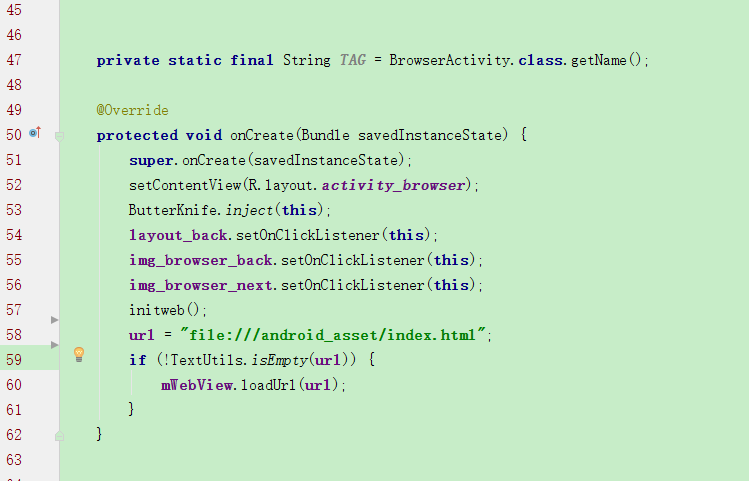 45
46
47 private static final String TAG = BrowserActivity.class.getName();
48
49 @Override
50 protected void onCreate(Bundle savedInstanceState) {
51 super.onCreate(savedInstanceState);
52 setContentView(R.layout.activity_browser);
53 ButterKnife.inject(this);
54 layout_back.setOnClickListener(this);
55 img_browser_back.setOnClickListener(this);
56 img_browser_next.setOnClickListener(this);
57 initweb();
58 url = "file:///android_asset/index.html";
59 if (!TextUtils.isEmpty(url)) {
60 mWebView.loadUrl(url);
61 }
62 }
63